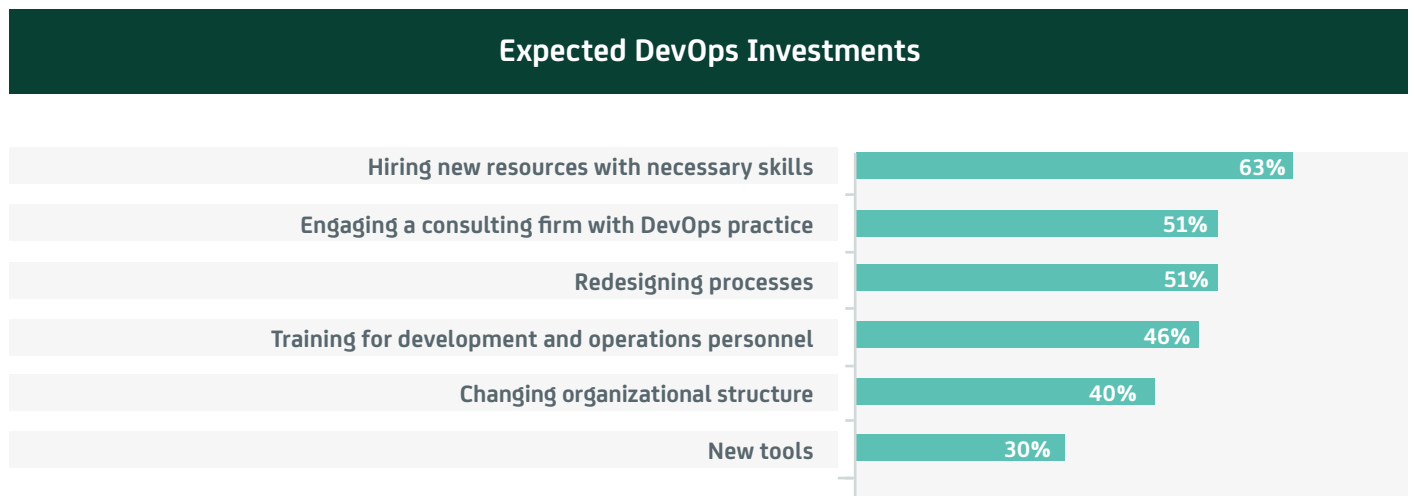 Expected DevOps Investments
Hiring new resources with necessary skills 63%
Engaging a consulting firm with DevOps practice 51%
Redesigning processes 51%
Training for development and operations personnel 46%
Changing organizational structure 40%
New tools 30%